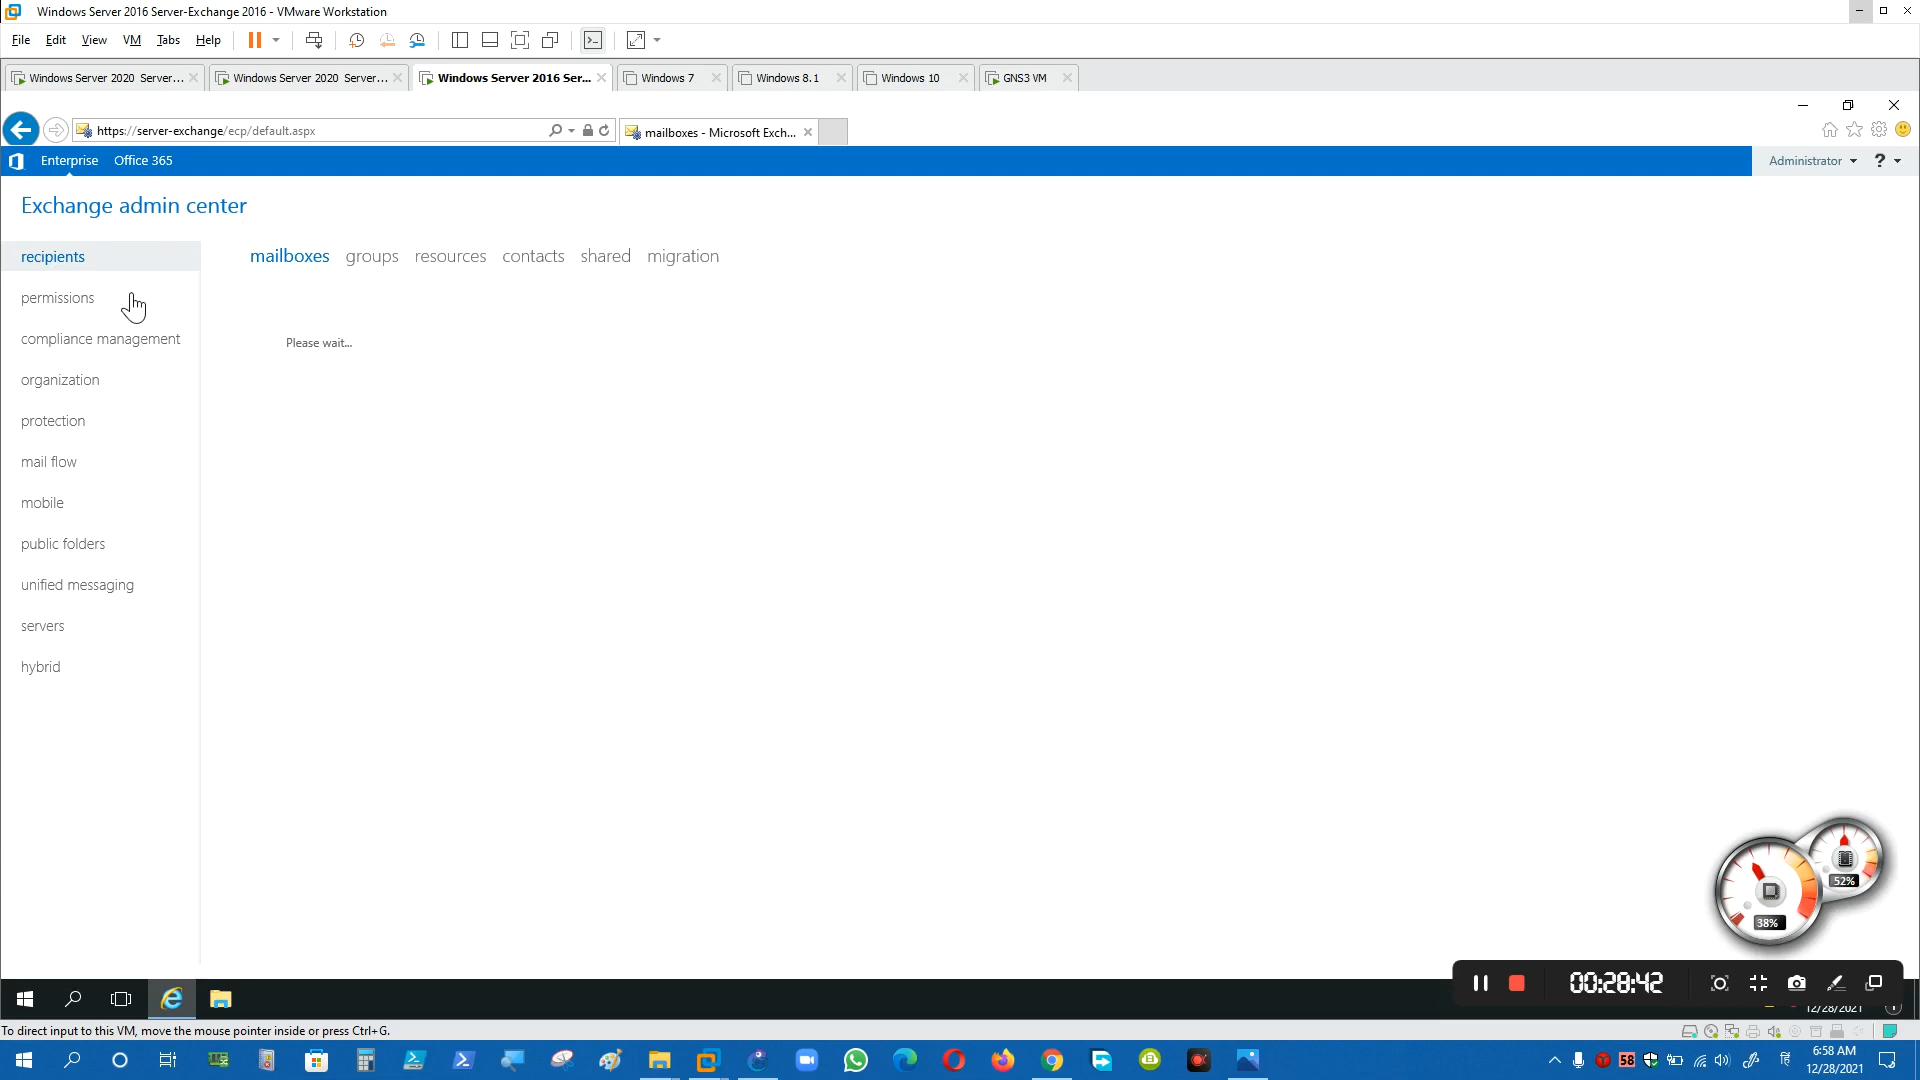 Windows Server 2016 Server-Exchange 2016 - VMware Workstation
File Edit View VM Tabs Help
Windows Server 2020 Server... Windows Server 2020 Server... Windows Server 2016 Ser... Windows 7 Windows 8.1 Windows 10 GNS3 VM
https://server-exchange/ecp/default.aspx mailboxes - Microsoft Exch...
Enterprise Office 365 Administrator ?
Exchange admin center
recipients
mailboxes groups resources contacts shared migration
permissions
compliance management
Please wait...
organization
protection
mail flow
mobile
public folders
unified messaging
servers
hybrid
52%
38%
00:28:42
12/28/2021
To direct input to this VM, move the mouse pointer inside or press Ctrl+G.
58
6:58 AM
12/28/2021